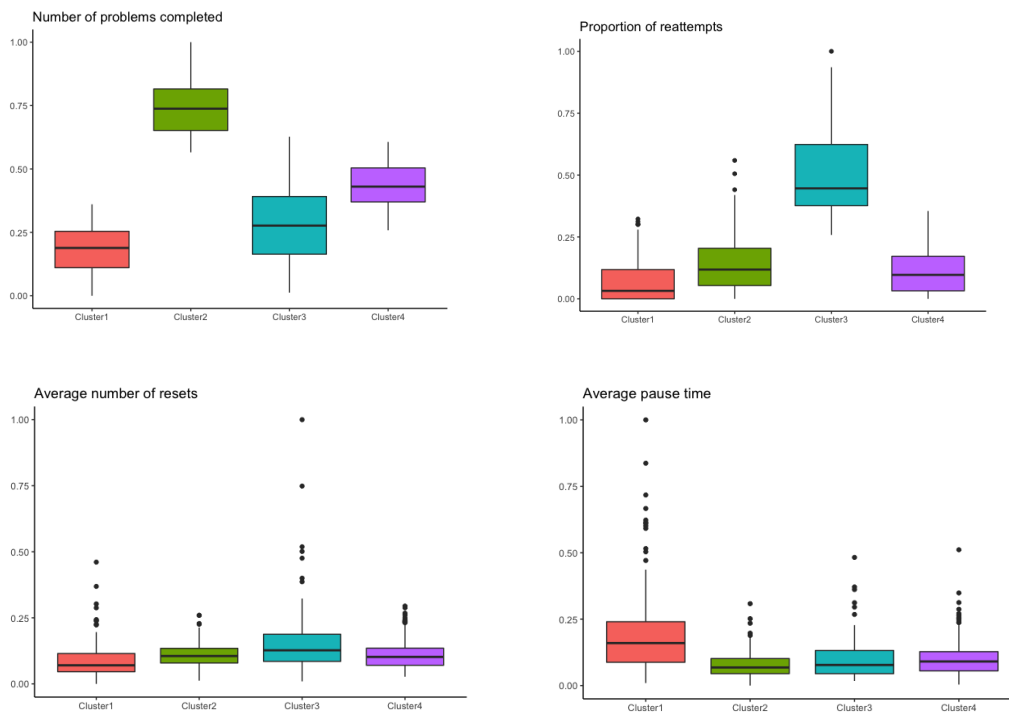 Number of problems completed
1.00
0.75
0.50
0.25
0.00
Cluster1 Cluster2 Cluster3 Cluster4
Proportion of reattempts
1.00
0.75
0.50
0.25
0.00
Cluster1 Cluster2 Cluster3 Cluster4
Average number of resets
1.00
0.75
0.50
0.25
0.00
Cluster1 Cluster2 Cluster3 Cluster4
Average pause time
1.00
0.75
0.50
0.25
0.00
Cluster1 Cluster2 Cluster3 Cluster4